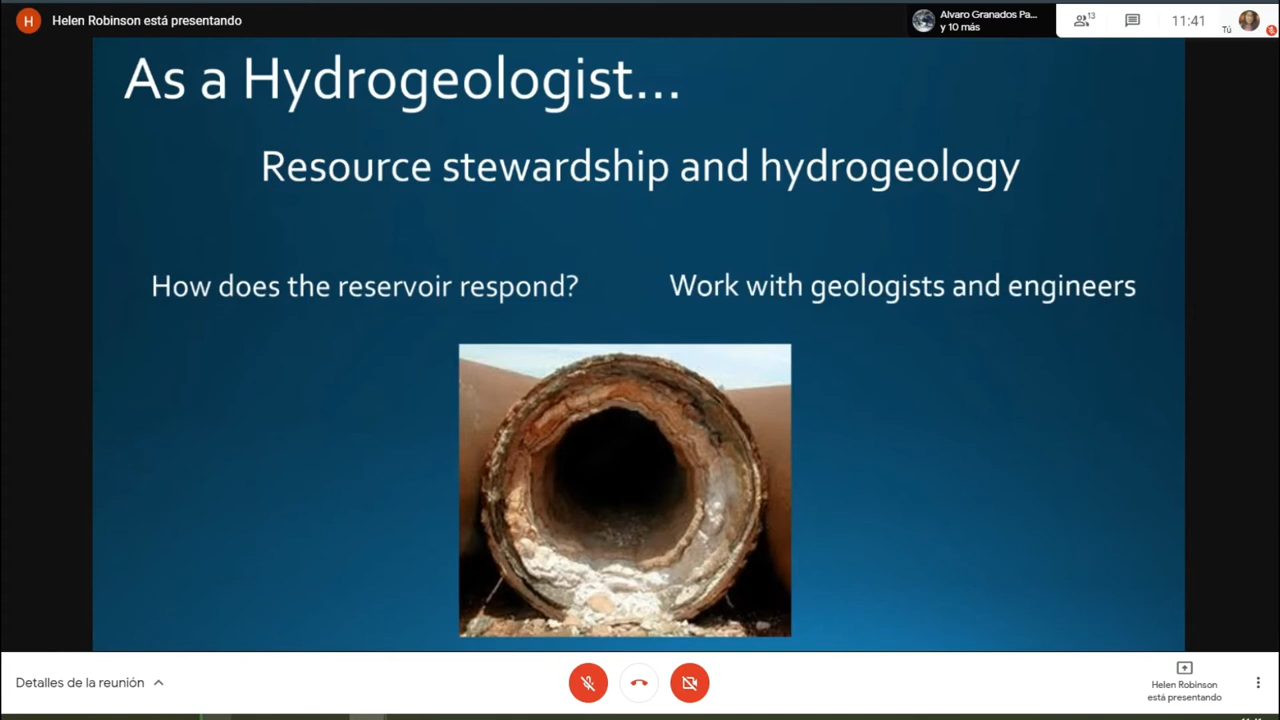 H
Helen Robinson está presentando
Alvaro Granados Pa...
y 10 más
13
11:41
Tú
As a Hydrogeologist...
Resource stewardship and hydrogeology
How does the reservoir respond?
Work with geologists and engineers
Detalles de la reunión
Helen Robinson
está presentando